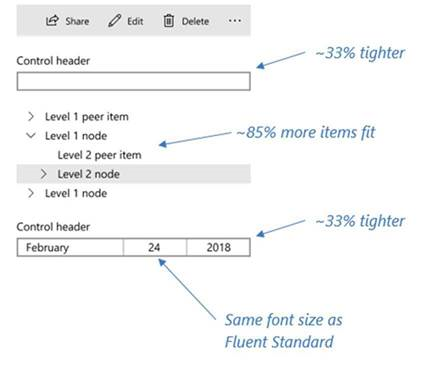 Share Edit Delete ...
~33% tighter
Control header
Level 1 peer item
Level 1 node
~85% more items fit
Level 2 peer item
Level 2 node
Level 1 node
~33% tighter
Control header
February 24 2018
Same font size as
Fluent Standard